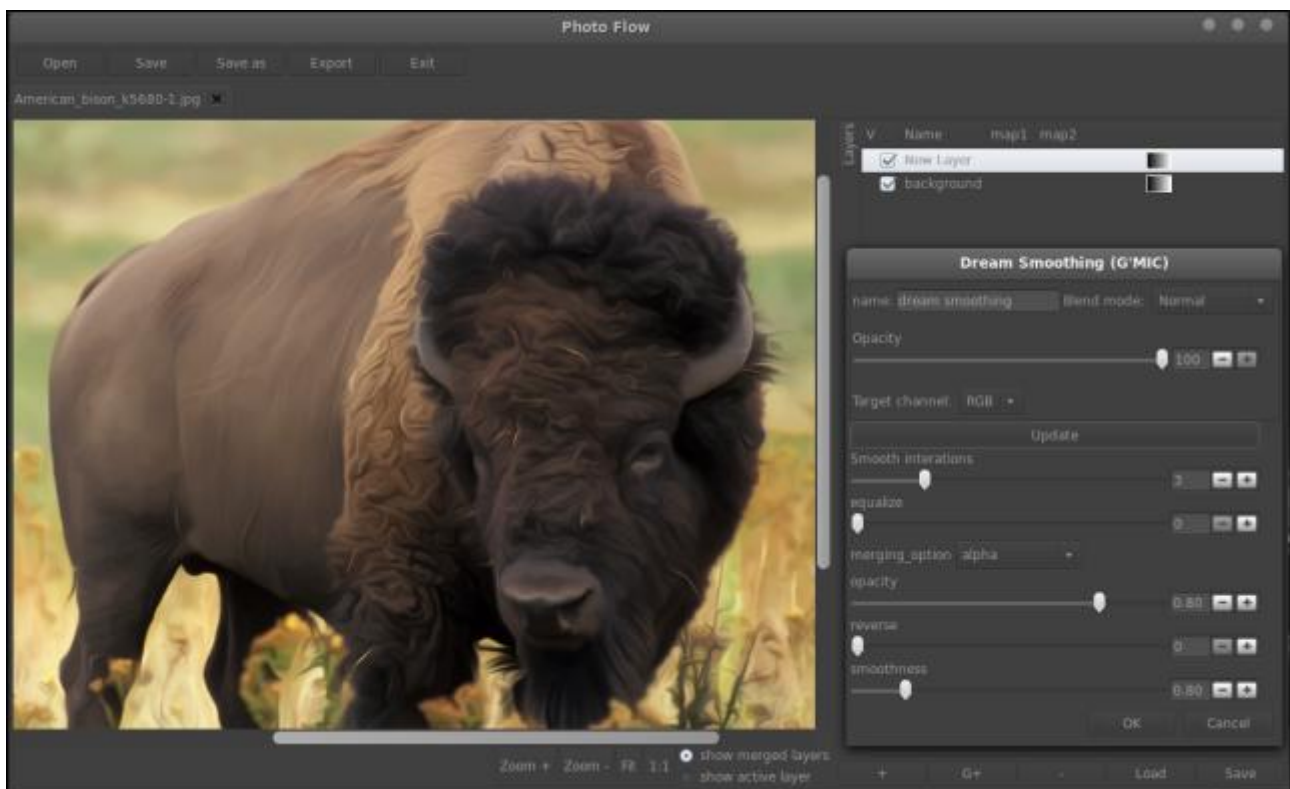 Photo Flow
Open Save Save as Export Exit
American_bison_k5680-1.jpg
Layers
V Name map1 map2
New Layer
background
Dream Smoothing (G'MIC)
name: dream smoothing Blend mode: Normal
Opacity
100
Target channel: RGB
Update
Smooth interations
3
equalize
0
merging_option alpha
opacity
0.80
reverse
0
smoothness
0.80
OK Cancel
Zoom + Zoom - Fit 1:1 show merged layers
show active layer
+ G+ - Load Save